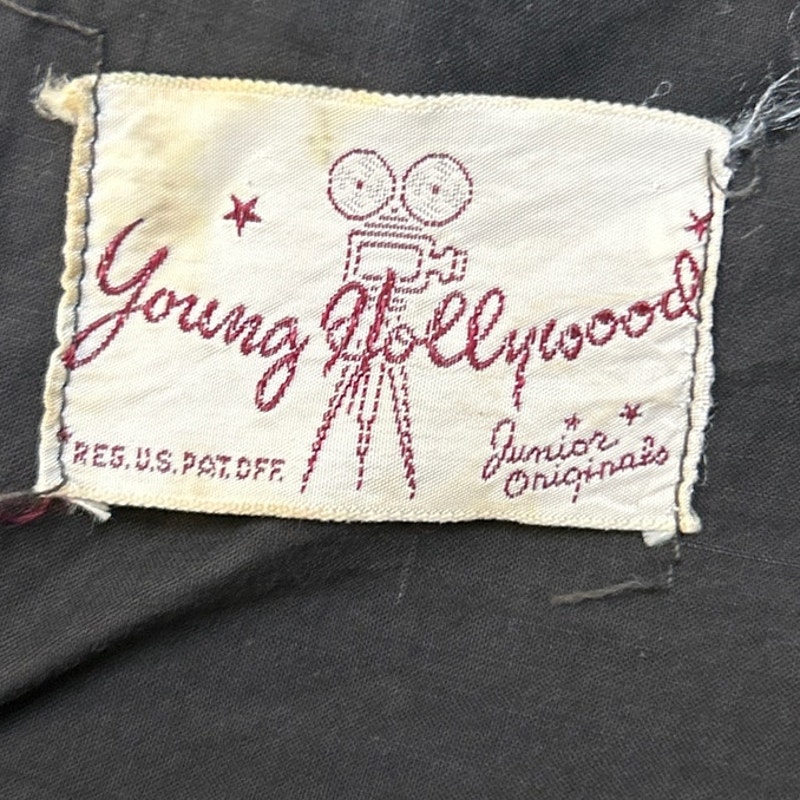 Young Hollywood
REG. U.S. PAT. OFF.
Junior
Originals